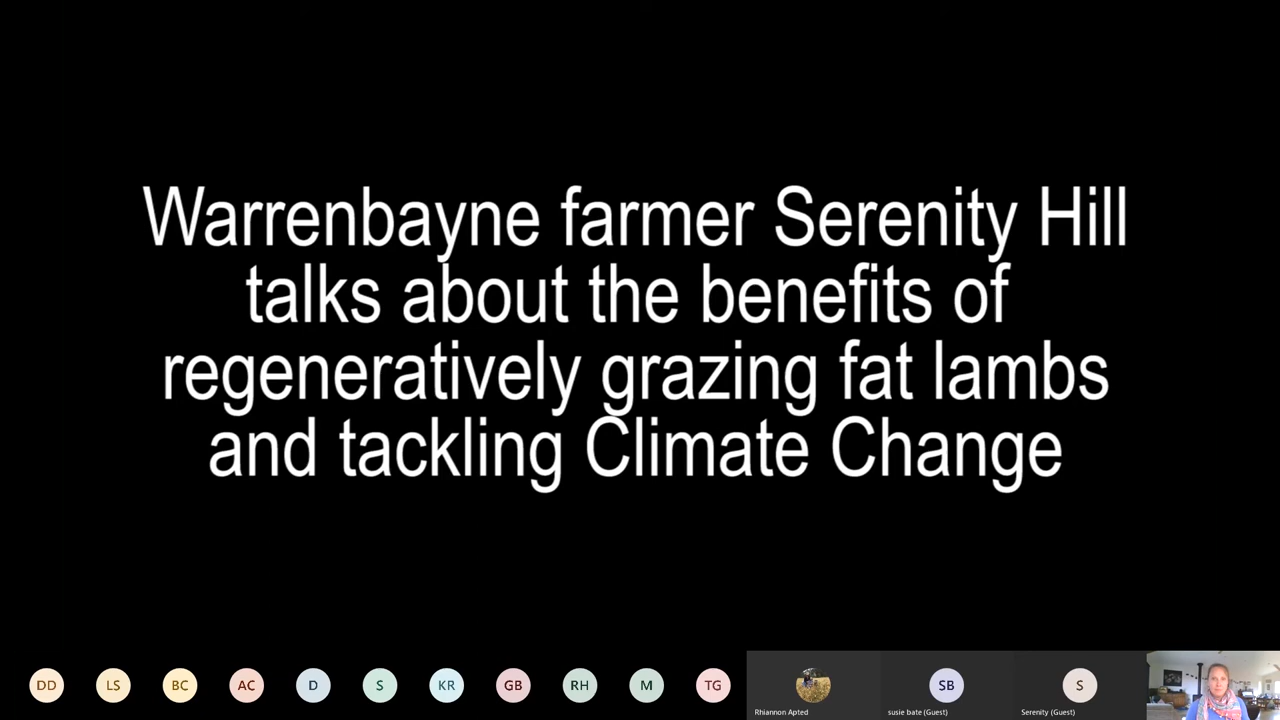 Warrenbayne farmer Serenity Hill
talks about the benefits of
regeneratively grazing fat lambs
and tackling Climate Change
DD LS BC AC D S KR GB RH M TG SB S
Rhiannon Apted susie bate (Guest) Serenity (Guest)